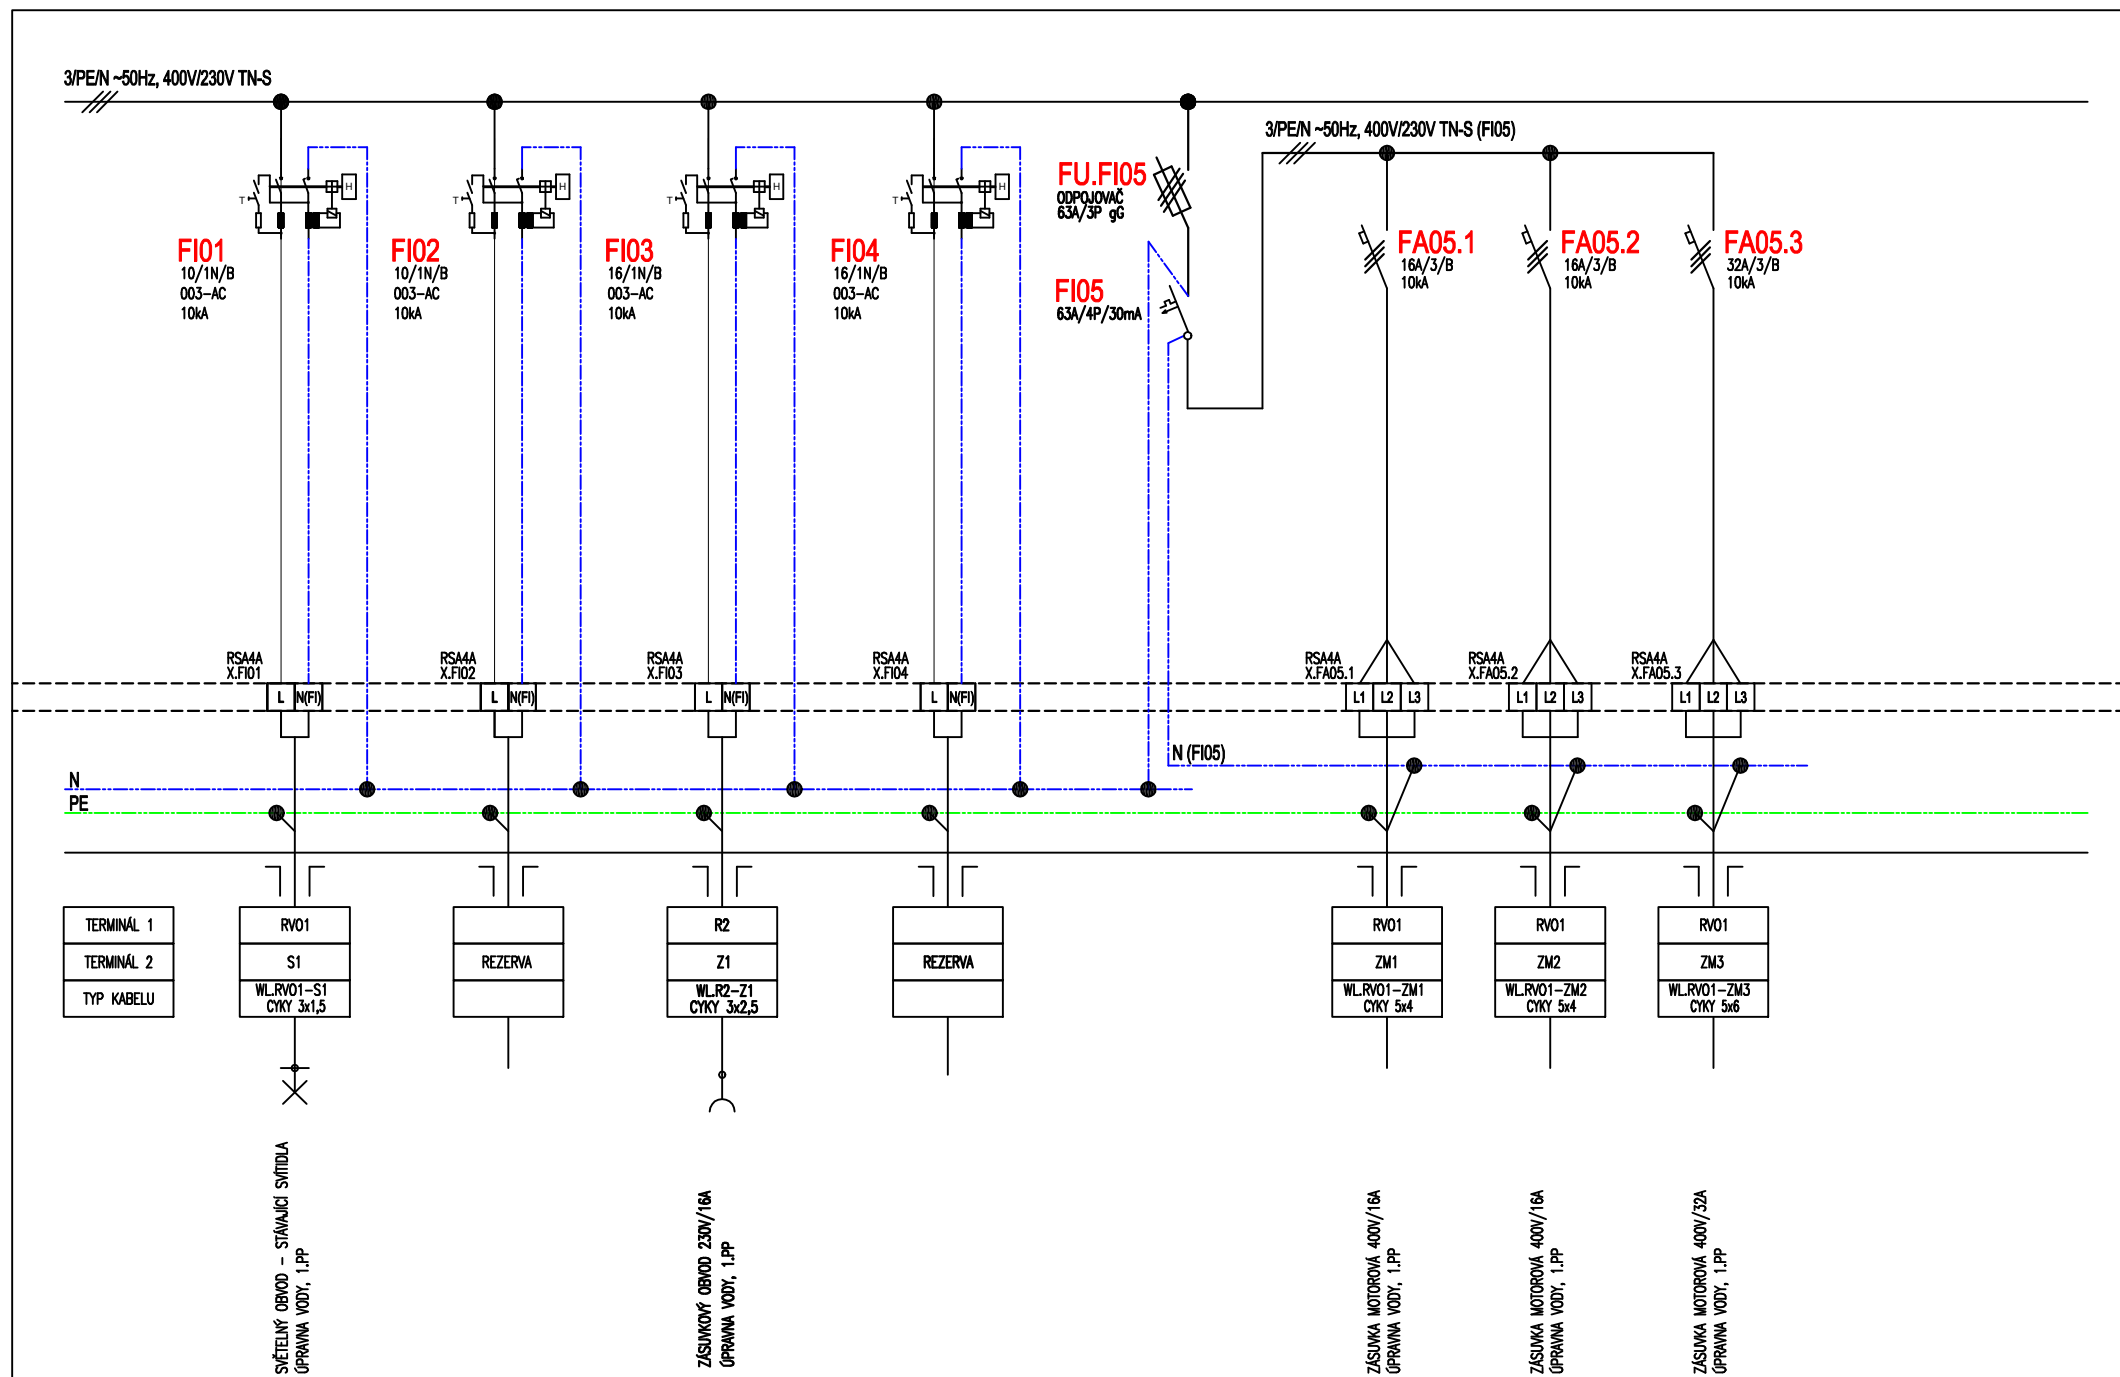 3/PE/N ~50Hz, 400V/230V TN-S
3/PE/N ~50Hz, 400V/230V TN-S (FI05)
T
H
FI01
10/1N/B
003-AC
10kA
T
H
FI02
10/1N/B
003-AC
10kA
T
H
FI03
16/1N/B
003-AC
10kA
T
H
FI04
16/1N/B
003-AC
10kA
FU.FI05
ODPOJOVAČ
63A/3P gG
FI05
63A/4P/30mA
FA05.1
16A/3/B
10kA
FA05.2
16A/3/B
10kA
FA05.3
32A/3/B
10kA
RSA4A
X.FI01
L N(FI)
RSA4A
X.FI02
L N(FI)
RSA4A
X.FI03
L N(FI)
RSA4A
X.FI04
L N(FI)
RSA4A
X.FA05.1
L1 L2 L3
RSA4A
X.FA05.2
L1 L2 L3
RSA4A
X.FA05.3
L1 L2 L3
N (FI05)
N
PE
TERMINÁL 1
TERMINÁL 2
TYP KABELU
RVO1
S1
WL.RVO1-S1
CYKY 3x1,5
REZERVA
R2
Z1
WL.R2-Z1
CYKY 3x2,5
REZERVA
RVO1
ZM1
WL.RVO1-ZM1
CYKY 5x4
RVO1
ZM2
WL.RVO1-ZM2
CYKY 5x4
RVO1
ZM3
WL.RVO1-ZM3
CYKY 5x6
SVĚTELNÝ OBVOD - STÁVAJÍCÍ SVÍTIDLA
ÚPRAVNA VODY, 1.PP
ZÁSUVKOVÝ OBVOD 230V/16A
ÚPRAVNA VODY, 1.PP
ZÁSUVKA MOTOROVÁ 400V/16A
ÚPRAVNA VODY, 1.PP
ZÁSUVKA MOTOROVÁ 400V/16A
ÚPRAVNA VODY, 1.PP
ZÁSUVKA MOTOROVÁ 400V/32A
ÚPRAVNA VODY, 1.PP